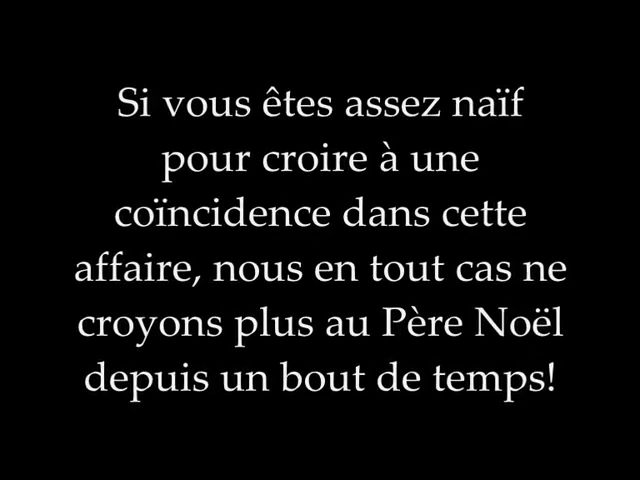 Si vous êtes assez naïf
pour croire à une
coïncidence dans cette
affaire, nous en tout cas ne
croyons plus au Père Noël
depuis un bout de temps!